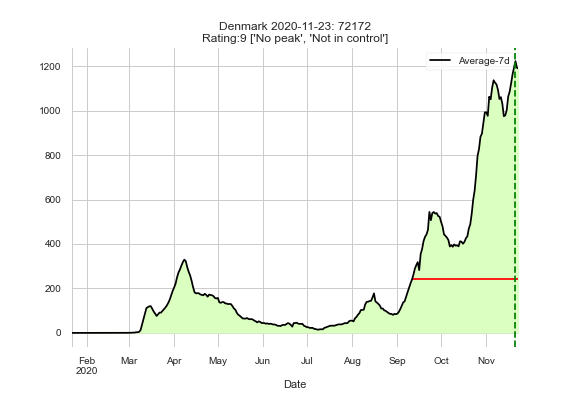 Denmark 2020-11-23: 72172
Rating:9 ['No peak', 'Not in control']
Average-7d
1200
1000
800
600
400
200
0
Feb Mar Apr May Jun Jul Aug Sep Oct Nov
2020
Date